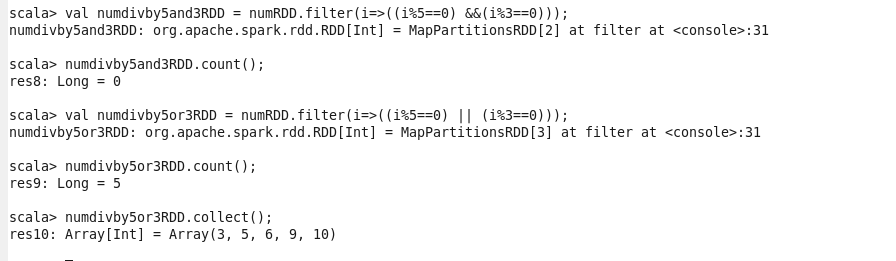 scala> val numdivby5and3RDD = numRDD.filter(i=>((i%5==0) &&(i%3==0)));
numdivby5and3RDD: org.apache.spark.rdd.RDD[Int] = MapPartitionsRDD[2] at filter at <console>:31
scala> numdivby5and3RDD.count();
res8: Long = 0
scala> val numdivby5or3RDD = numRDD.filter(i=>((i%5==0) || (i%3==0)));
numdivby5or3RDD: org.apache.spark.rdd.RDD[Int] = MapPartitionsRDD[3] at filter at <console>:31
scala> numdivby5or3RDD.count();
res9: Long = 5
scala> numdivby5or3RDD.collect();
res10: Array[Int] = Array(3, 5, 6, 9, 10)